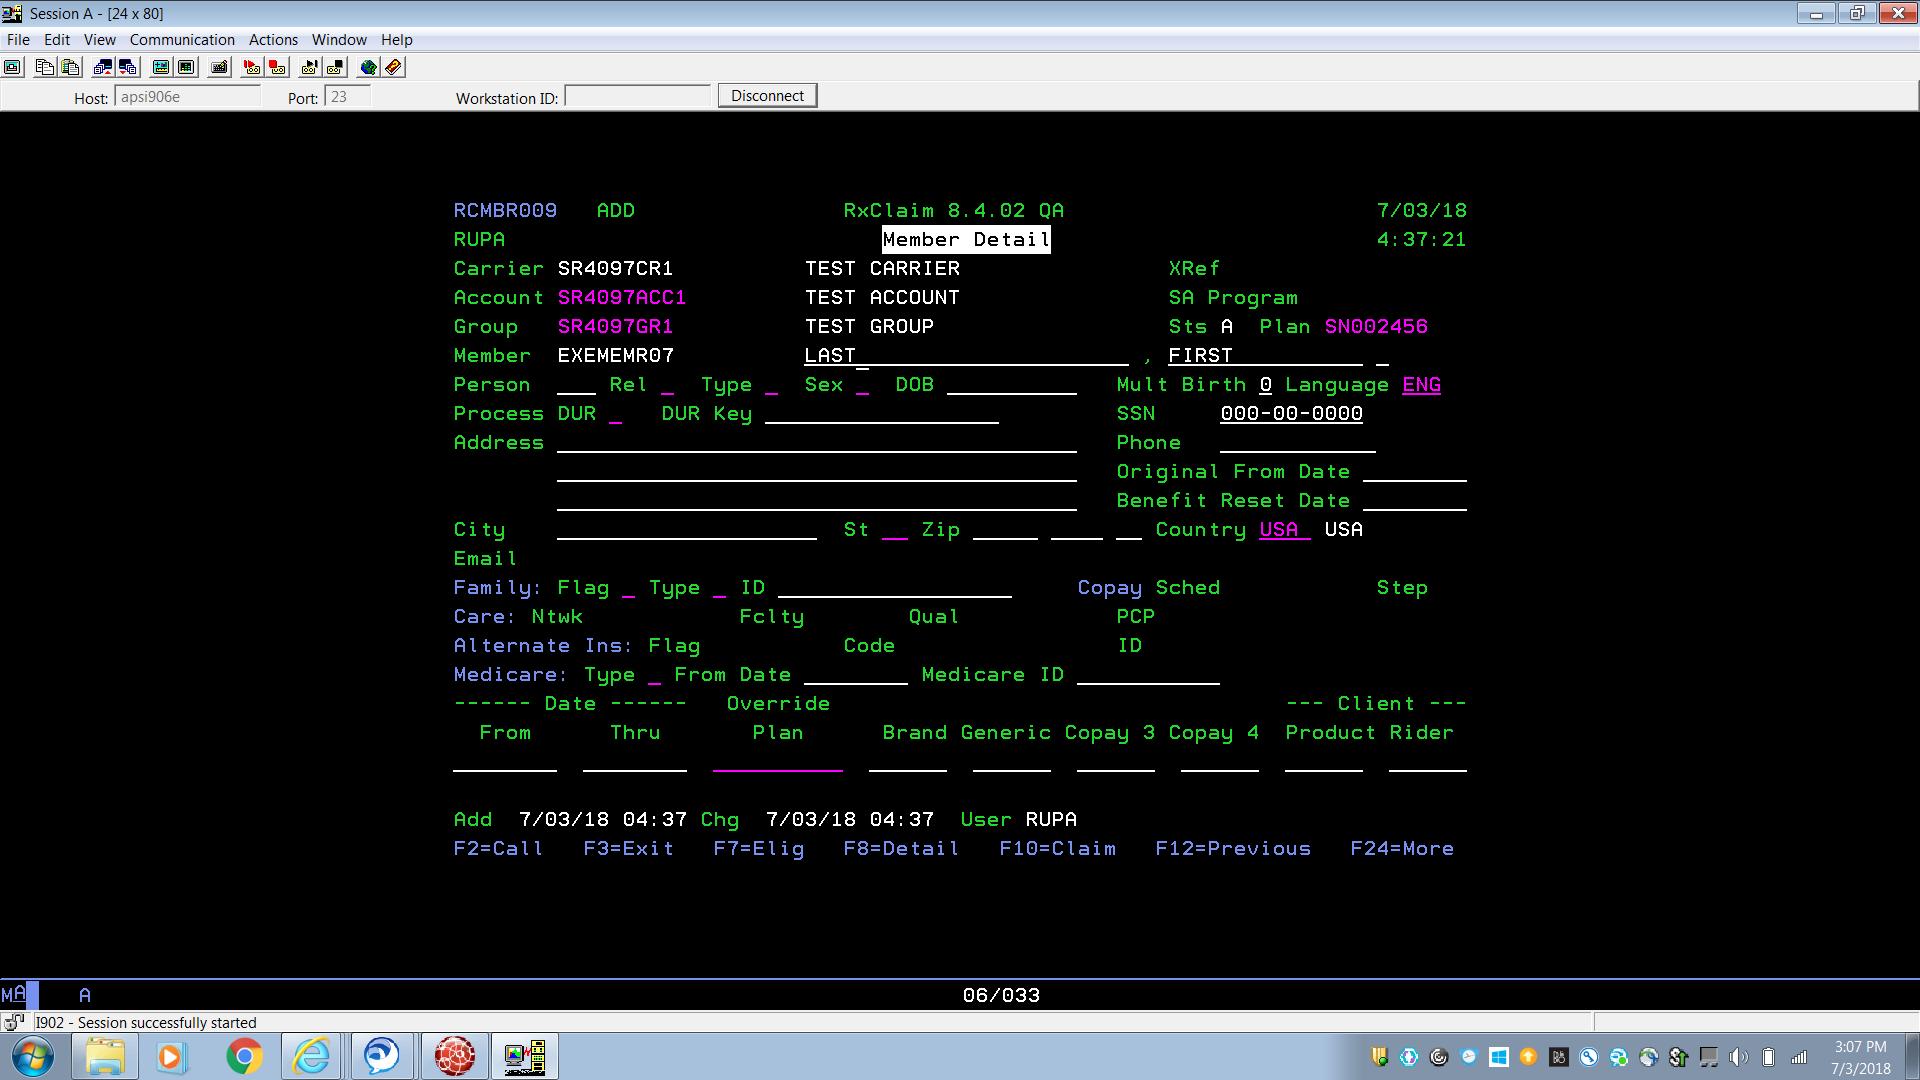 Session A - [24 x 80]
File Edit View Communication Actions Window Help
Host: apsi906e Port: 23 Workstation ID: Disconnect
RCMBR009 ADD RxClaim 8.4.02 QA 7/03/18
RUPA Member Detail 4:37:21
Carrier SR4097CR1 TEST CARRIER XRef
Account SR4097ACC1 TEST ACCOUNT SA Program
Group SR4097GR1 TEST GROUP Sts A Plan SN002456
Member EXEMEMR07 LAST , FIRST
Person Rel Type Sex DOB Mult Birth 0 Language ENG
Process DUR DUR Key SSN 000-00-0000
Address Phone
Original From Date
Benefit Reset Date
City St Zip Country USA USA
Email
Family: Flag Type ID Copay Sched Step
Care: Ntwk Fclty Qual PCP
Alternate Ins: Flag Code ID
Medicare: Type From Date Medicare ID
------ Date ------ Override --- Client ---
From Thru Plan Brand Generic Copay 3 Copay 4 Product Rider
Add 7/03/18 04:37 Chg 7/03/18 04:37 User RUPA
F2=Call F3=Exit F7=Elig F8=Detail F10=Claim F12=Previous F24=More
MA A 06/033
I902 - Session successfully started
3:07 PM
7/3/2018